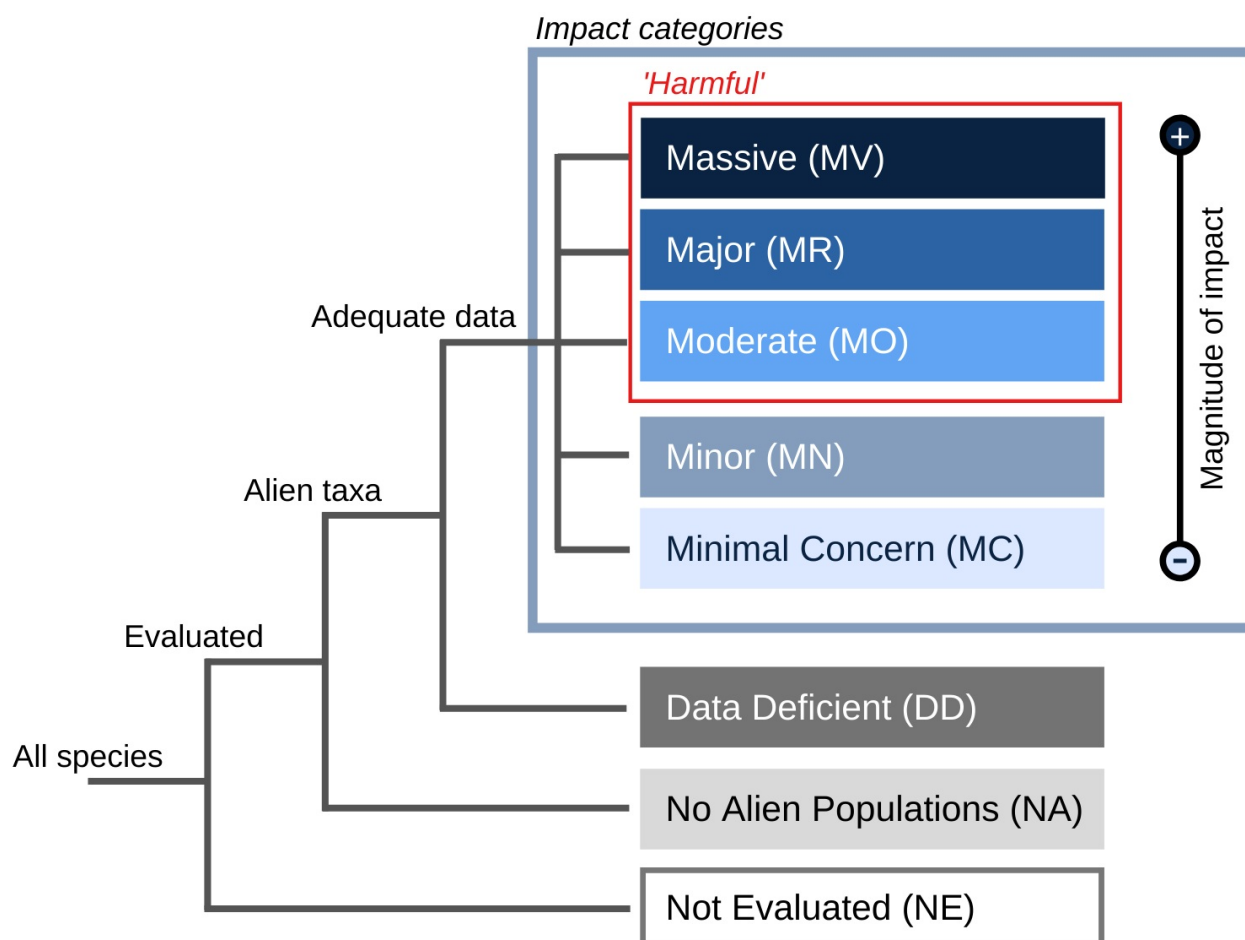 Impact categories
'Harmful'
Massive (MV)
+
Major (MR)
Magnitude of impact
Adequate data
Moderate (MO)
Minor (MN)
Alien taxa
Minimal Concern (MC)
-
Evaluated
Data Deficient (DD)
All species
No Alien Populations (NA)
Not Evaluated (NE)